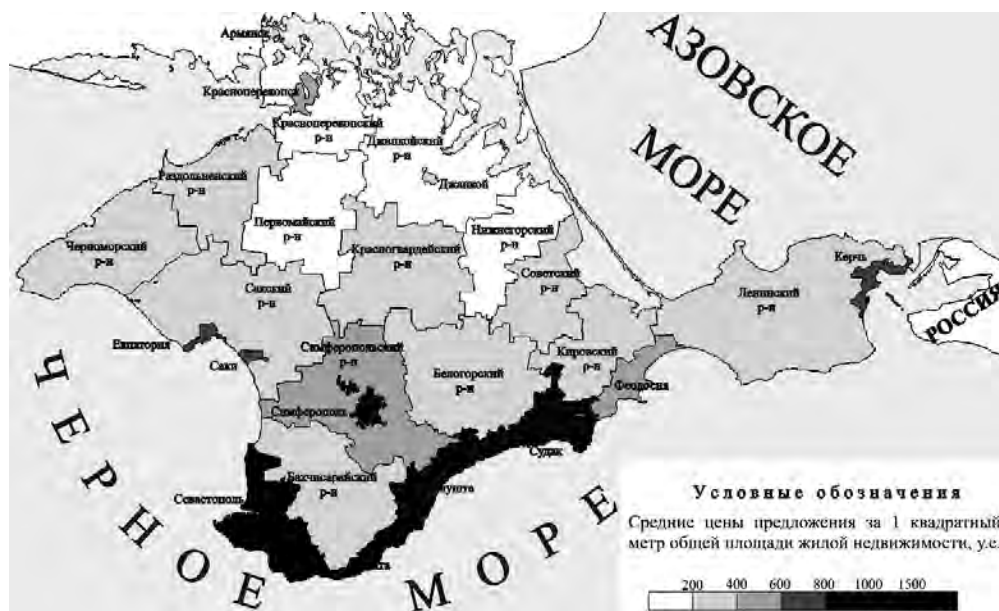 АЗОВСКОЕ
МОРЕ
Армянск
Красноперекопск
Красноперекопский
р-н
Джанкойский
р-н
Джанкой
Раздольненский
р-н
Первомайский
р-н
Нижнегорский
р-н
Черноморский
р-н
Красногвардейский
р-н
Советский
р-н
Сакский
р-н
Керчь
Ленинский
р-н
РОССИЯ
Евпатория
Саки
Симферопольский
р-н
Белогорский
р-н
Кировский
р-н
Феодосия
Симферополь
Судак
Бахчисарайский
р-н
Севастополь
ЧЕРНОЕ МОРЕ
Условные обозначения
Средние цены предложения за 1 квадратный
метр общей площади жилой недвижимости, у.е.
200 400 600 800 1000 1500